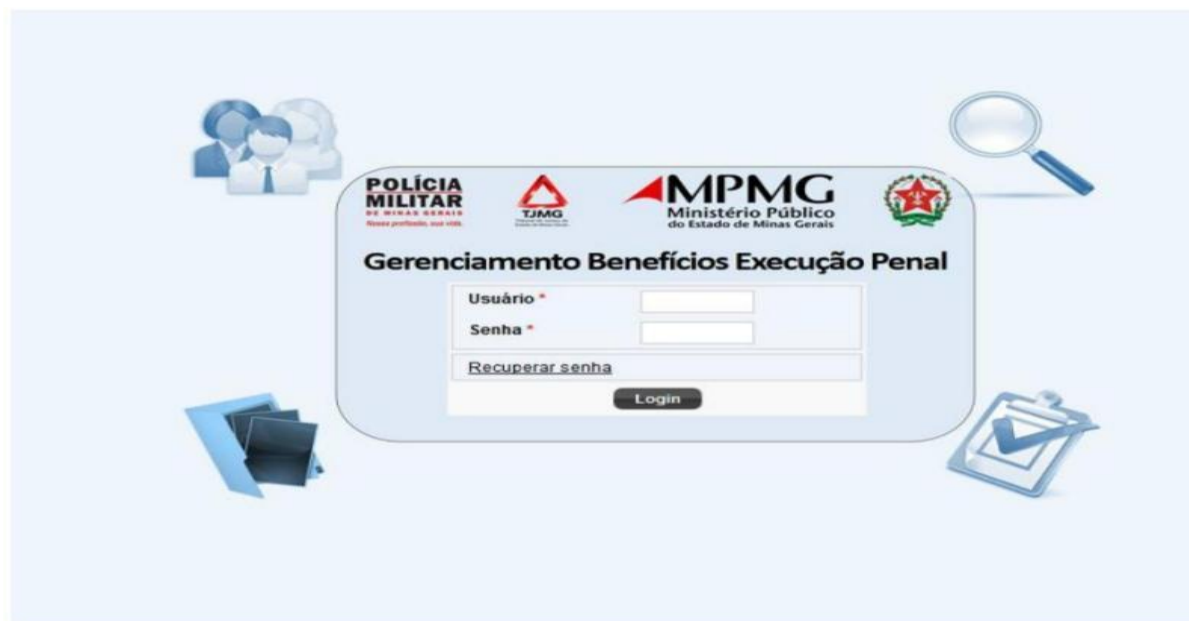 POLÍCIA
MILITAR
DE MINAS GERAIS
Nossa profissão, sua vida.
TJMG
MPMG
Ministério Público
do Estado de Minas Gerais
Gerenciamento Benefícios Execução Penal
Usuário *
Senha *
Recuperar senha
Login